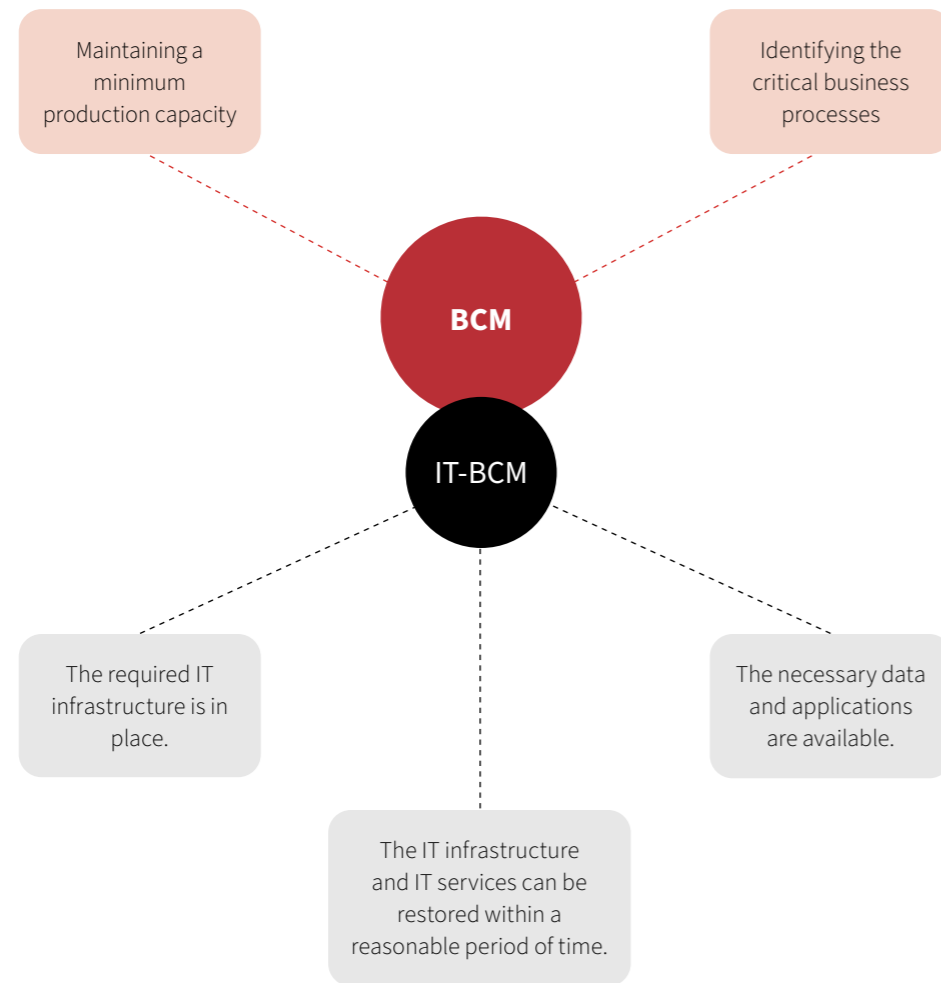 Maintaining a
minimum
production capacity
Identifying the
critical business
processes
BCM
IT-BCM
The required IT
infrastructure is in
place.
The necessary data
and applications
are available.
The IT infrastructure
and IT services can be
restored within a
reasonable period of time.